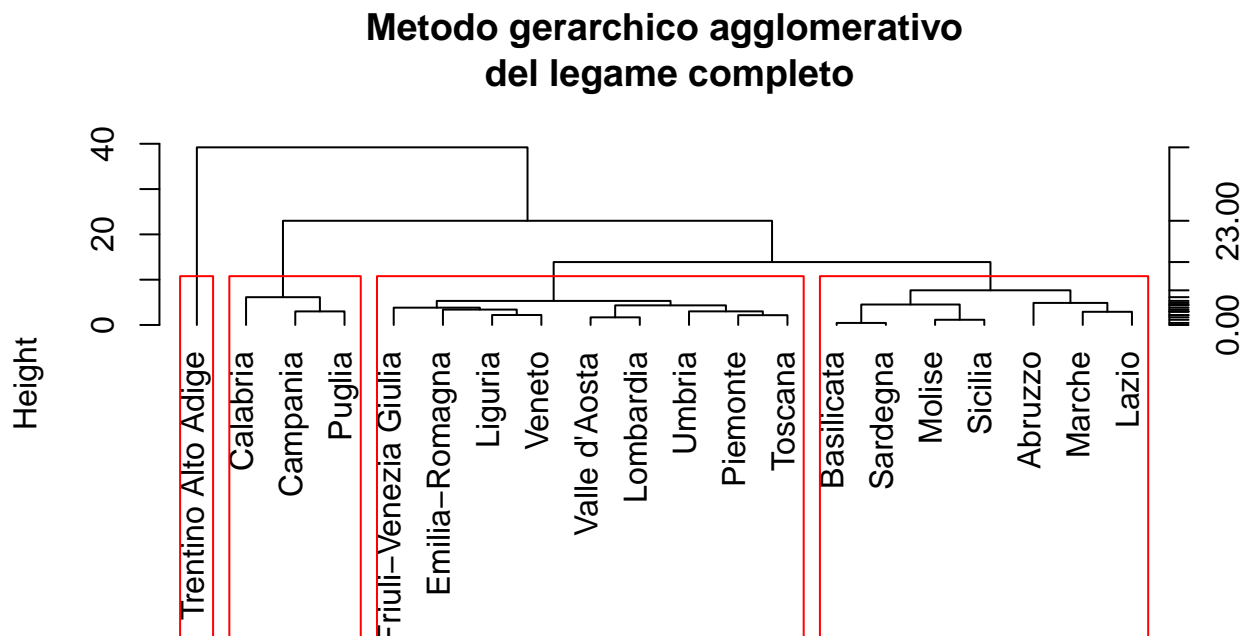 Metodo gerarchico agglomerativo
del legame completo
Height
0
20
40
Trentino Alto Adige
Calabria
Campania
Puglia
Friuli−Venezia Giulia
Emilia−Romagna
Liguria
Veneto
Valle d'Aosta
Lombardia
Umbria
Piemonte
Toscana
Basilicata
Sardegna
Molise
Sicilia
Abruzzo
Marche
Lazio
0.00
23.00